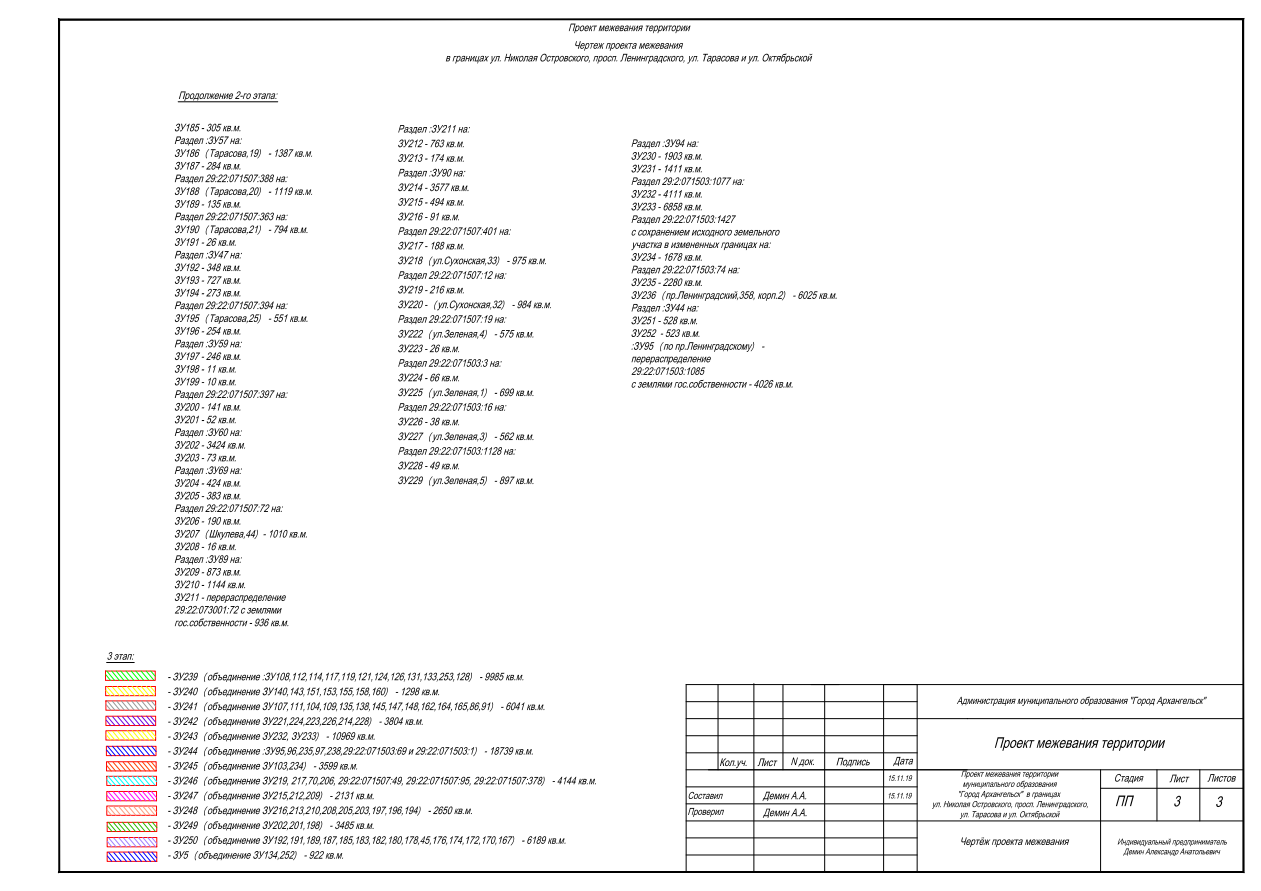 Проект межевания территории
Чертеж проекта межевания
в границах ул. Николая Островского, просп. Ленинградского, ул. Тарасова и ул. Октябрьской
Продолжение 2-го этапа:
ЗУ185 - 305 кв.м.
Раздел :ЗУ57 на:
ЗУ186 (Тарасова,19) - 1387 кв.м.
ЗУ187 - 284 кв.м.
Раздел 29:22:071507:388 на:
ЗУ188 (Тарасова,20) - 1119 кв.м.
ЗУ189 - 135 кв.м.
Раздел 29:22:071507:363 на:
ЗУ190 (Тарасова,21) - 794 кв.м.
ЗУ191 - 26 кв.м.
Раздел :ЗУ47 на:
ЗУ192 - 348 кв.м.
ЗУ193 - 727 кв.м.
ЗУ194 - 273 кв.м.
Раздел 29:22:071507:394 на:
ЗУ195 (Тарасова,25) - 551 кв.м.
ЗУ196 - 254 кв.м.
Раздел :ЗУ59 на:
ЗУ197 - 246 кв.м.
ЗУ198 - 11 кв.м.
ЗУ199 - 10 кв.м.
Раздел 29:22:071507:397 на:
ЗУ200 - 141 кв.м.
ЗУ201 - 52 кв.м.
Раздел :ЗУ60 на:
ЗУ202 - 3424 кв.м.
ЗУ203 - 73 кв.м.
Раздел :ЗУ69 на:
ЗУ204 - 424 кв.м.
ЗУ205 - 383 кв.м.
Раздел 29:22:071507:72 на:
ЗУ206 - 190 кв.м.
ЗУ207 (Шкулева,44) - 1010 кв.м.
ЗУ208 - 16 кв.м.
Раздел :ЗУ89 на:
ЗУ209 - 873 кв.м.
ЗУ210 - 1144 кв.м.
ЗУ211 - перераспределение
29:22:073001:72 с землями
гос.собственности - 936 кв.м.
Раздел :ЗУ211 на:
ЗУ212 - 763 кв.м.
ЗУ213 - 174 кв.м.
Раздел :ЗУ90 на:
ЗУ214 - 3577 кв.м.
ЗУ215 - 494 кв.м.
ЗУ216 - 91 кв.м.
Раздел 29:22:071507:401 на:
ЗУ217 - 188 кв.м.
ЗУ218 (ул.Сухонская,33) - 975 кв.м.
Раздел 29:22:071507:12 на:
ЗУ219 - 216 кв.м.
ЗУ220 - (ул.Сухонская,32) - 984 кв.м.
Раздел 29:22:071507:19 на:
ЗУ222 (ул.Зеленая,4) - 575 кв.м.
ЗУ223 - 26 кв.м.
Раздел 29:22:071503:3 на:
ЗУ224 - 66 кв.м.
ЗУ225 (ул.Зеленая,1) - 699 кв.м.
Раздел 29:22:071503:16 на:
ЗУ226 - 38 кв.м.
ЗУ227 (ул.Зеленая,3) - 562 кв.м.
Раздел 29:22:071503:1128 на:
ЗУ228 - 49 кв.м.
ЗУ229 (ул.Зеленая,5) - 897 кв.м.
Раздел :ЗУ94 на:
ЗУ230 - 1903 кв.м.
ЗУ231 - 1411 кв.м.
Раздел 29:2:071503:1077 на:
ЗУ232 - 4111 кв.м.
ЗУ233 - 6858 кв.м.
Раздел 29:22:071503:1427
с сохранением исходного земельного
участка в измененных границах на:
ЗУ234 - 1678 кв.м.
Раздел 29:22:071503:74 на:
ЗУ235 - 2280 кв.м.
ЗУ236 (пр.Ленинградский,358, корп.2) - 6025 кв.м.
Раздел :ЗУ44 на:
ЗУ251 - 528 кв.м.
ЗУ252 - 523 кв.м.
:ЗУ95 (по пр.Ленинградскому) -
перераспределение
29:22:071503:1085
с землями гос.собственности - 4026 кв.м.
3 этап:
- ЗУ239 (объединение :ЗУ108,112,114,117,119,121,124,126,131,133,253,128) - 9985 кв.м.
- ЗУ240 (объединение ЗУ140,143,151,153,155,158,160) - 1298 кв.м.
- ЗУ241 (объединение ЗУ107,111,104,109,135,138,145,147,148,162,164,165,86,91) - 6041 кв.м.
- ЗУ242 (объединение ЗУ221,224,223,226,214,228) - 3804 кв.м.
- ЗУ243 (объединение ЗУ232, ЗУ233) - 10969 кв.м.
- ЗУ244 (объединение :ЗУ95,96,235,97,238,29:22:071503:69 и 29:22:071503:1) - 18739 кв.м.
- ЗУ245 (объединение ЗУ103,234) - 3599 кв.м.
- ЗУ246 (объединение ЗУ219, 217,70,206, 29:22:071507:49, 29:22:071507:95, 29:22:071507:378) - 4144 кв.м.
- ЗУ247 (объединение ЗУ215,212,209) - 2131 кв.м.
- ЗУ248 (объединение ЗУ216,213,210,208,205,203,197,196,194) - 2650 кв.м.
- ЗУ249 (объединение ЗУ202,201,198) - 3485 кв.м.
- ЗУ250 (объединение ЗУ192,191,189,187,185,183,182,180,178,45,176,174,172,170,167) - 6189 кв.м.
- ЗУ5 (объединение ЗУ134,252) - 922 кв.м.
Администрация муниципального образования "Город Архангельск"
Проект межевания территории
Кол.уч. Лист N док. Подпись Дата
15.11.19
Составил Демин А.А. 15.11.19
Проверил Демин А.А.
Проект межевания территории
муниципального образования
"Город Архангельск" в границах
ул. Николая Островского, просп. Ленинградского,
ул. Тарасова и ул. Октябрьской
Стадия Лист Листов
ПП 3 3
Чертёж проекта межевания
Индивидуальный предприниматель
Демин Александр Анатольевич